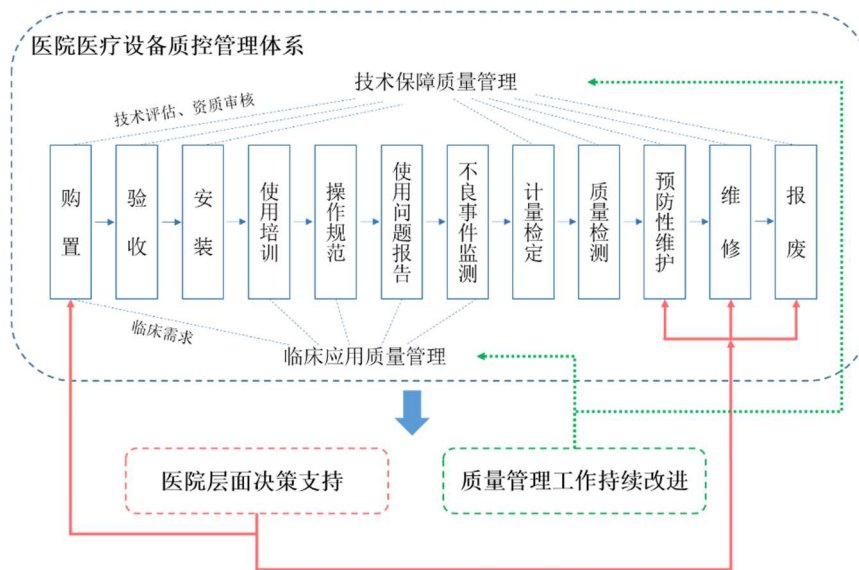 医院医疗设备质控管理体系
技术保障质量管理
技术评估、资质审核
购置
验收
安装
使用培训
操作规范
使用问题报告
不良事件监测
计量检定
质量检测
预防性维护
维修
报废
临床需求
临床应用质量管理
医院层面决策支持
质量管理工作持续改进